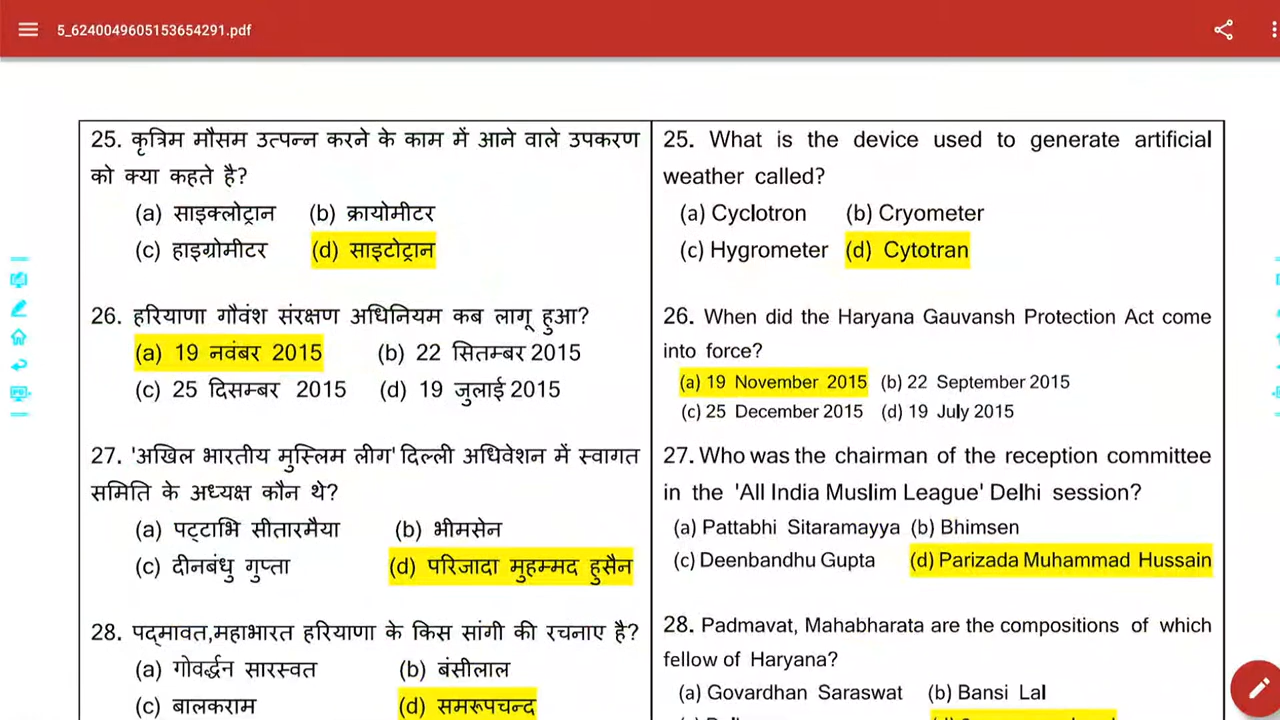 5_6240049605153654291.pdf
25. कृत्रिम मौसम उत्पन्न करने के काम में आने वाले उपकरण
को क्या कहते है?
(a) साइक्लोट्रान (b) क्रायोमीटर
(c) हाइग्रोमीटर (d) साइटोट्रान
26. हरियाणा गौवंश संरक्षण अधिनियम कब लागू हुआ?
(a) 19 नवंबर 2015 (b) 22 सितम्बर 2015
(c) 25 दिसम्बर 2015 (d) 19 जुलाई 2015
27. 'अखिल भारतीय मुस्लिम लीग' दिल्ली अधिवेशन में स्वागत
समिति के अध्यक्ष कौन थे?
(a) पट्टाभि सीतारमैया (b) भीमसेन
(c) दीनबंधु गुप्ता (d) परिजादा मुहम्मद हुसैन
28. पद्मावत,महाभारत हरियाणा के किस सांगी की रचनाए है?
(a) गोवर्द्धन सारस्वत (b) बंसीलाल
(c) बालकराम (d) समरूपचन्द
25. What is the device used to generate artificial
weather called?
(a) Cyclotron (b) Cryometer
(c) Hygrometer (d) Cytotran
26. When did the Haryana Gauvansh Protection Act come
into force?
(a) 19 November 2015 (b) 22 September 2015
(c) 25 December 2015 (d) 19 July 2015
27. Who was the chairman of the reception committee
in the 'All India Muslim League' Delhi session?
(a) Pattabhi Sitaramayya (b) Bhimsen
(c) Deenbandhu Gupta (d) Parizada Muhammad Hussain
28. Padmavat, Mahabharata are the compositions of which
fellow of Haryana?
(a) Govardhan Saraswat (b) Bansi Lal